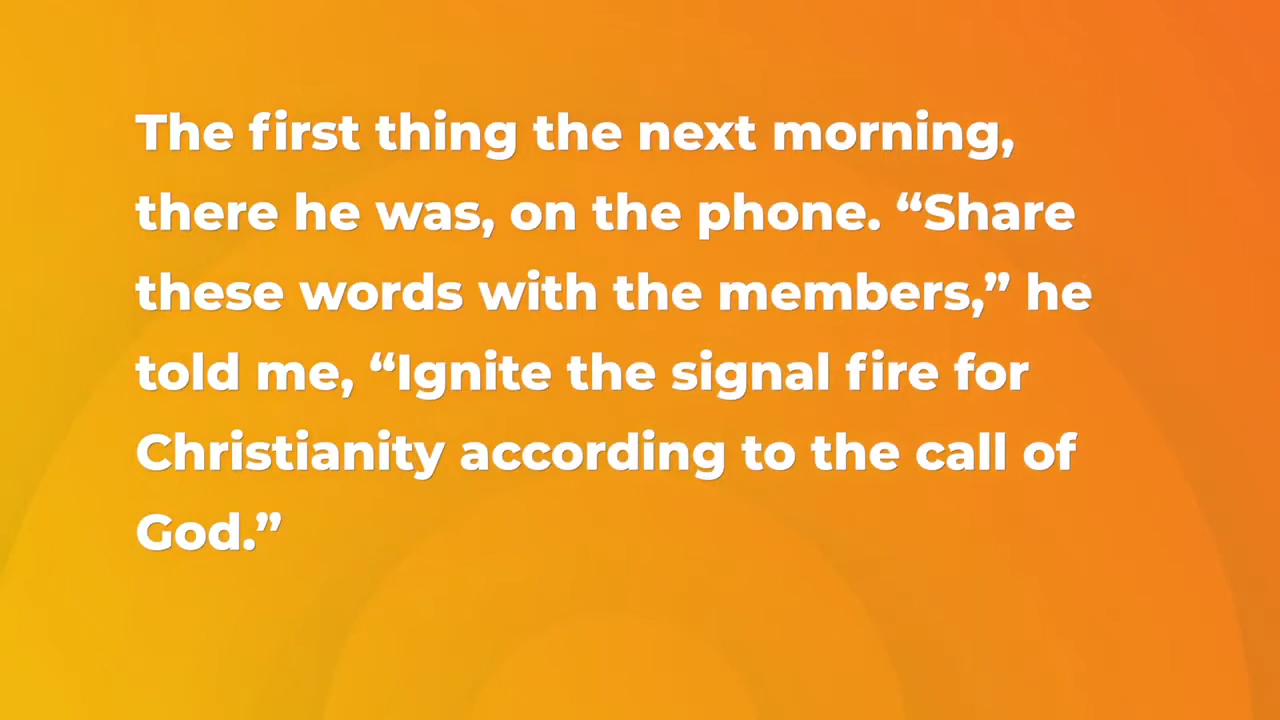 The first thing the next morning,
there he was, on the phone. “Share
these words with the members,” he
told me, “Ignite the signal fire for
Christianity according to the call of
God.”